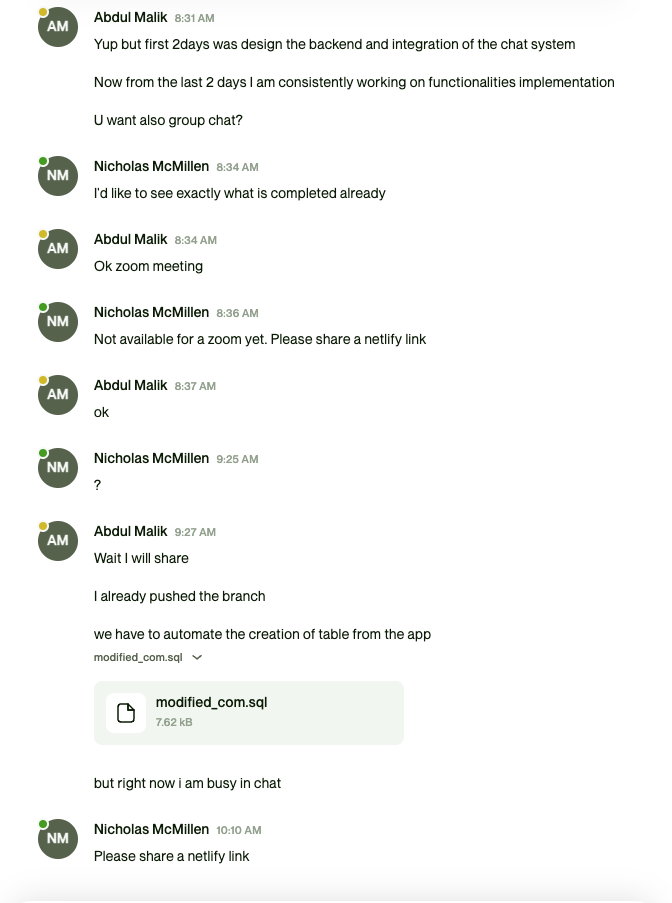 AM
Abdul Malik 8:31 AM
Yup but first 2days was design the backend and integration of the chat system
Now from the last 2 days I am consistently working on functionalities implementation
U want also group chat?
NM
Nicholas McMillen 8:34 AM
I'd like to see exactly what is completed already
AM
Abdul Malik 8:34 AM
Ok zoom meeting
NM
Nicholas McMillen 8:36 AM
Not available for a zoom yet. Please share a netlify link
AM
Abdul Malik 8:37 AM
ok
NM
Nicholas McMillen 9:25 AM
?
AM
Abdul Malik 9:27 AM
Wait I will share
I already pushed the branch
we have to automate the creation of table from the app
modified_com.sql
modified_com.sql
7.62 kB
but right now i am busy in chat
NM
Nicholas McMillen 10:10 AM
Please share a netlify link